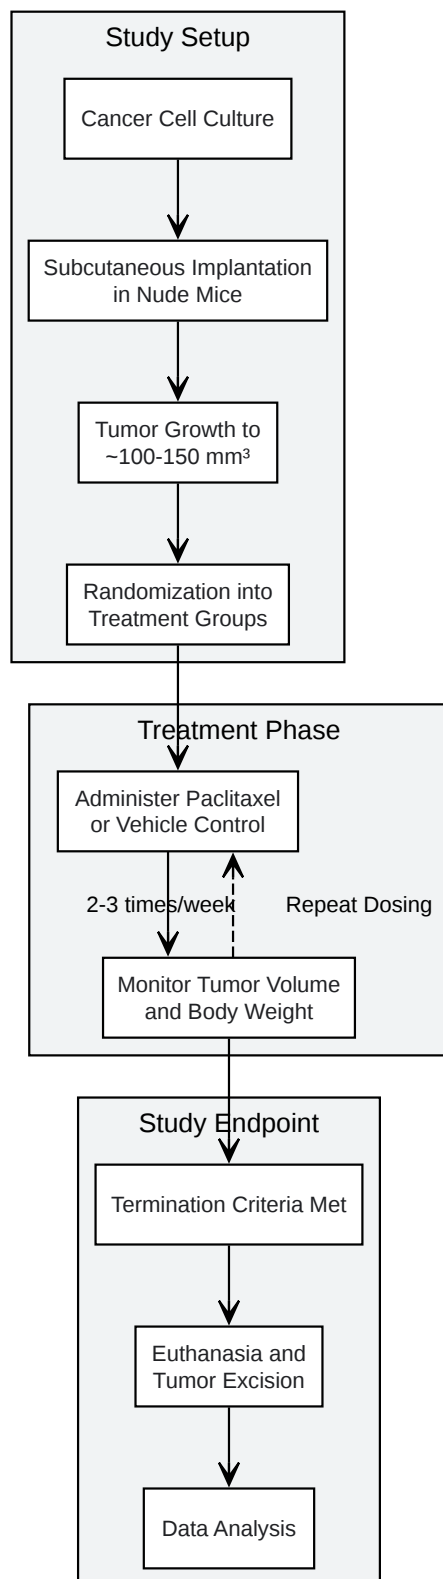 Study Setup
Cancer Cell Culture
Subcutaneous Implantation
in Nude Mice
Tumor Growth to
~100-150 mm³
Randomization into
Treatment Groups
Treatment Phase
Administer Paclitaxel
or Vehicle Control
2-3 times/week
Repeat Dosing
Monitor Tumor Volume
and Body Weight
Study Endpoint
Termination Criteria Met
Euthanasia and
Tumor Excision
Data Analysis